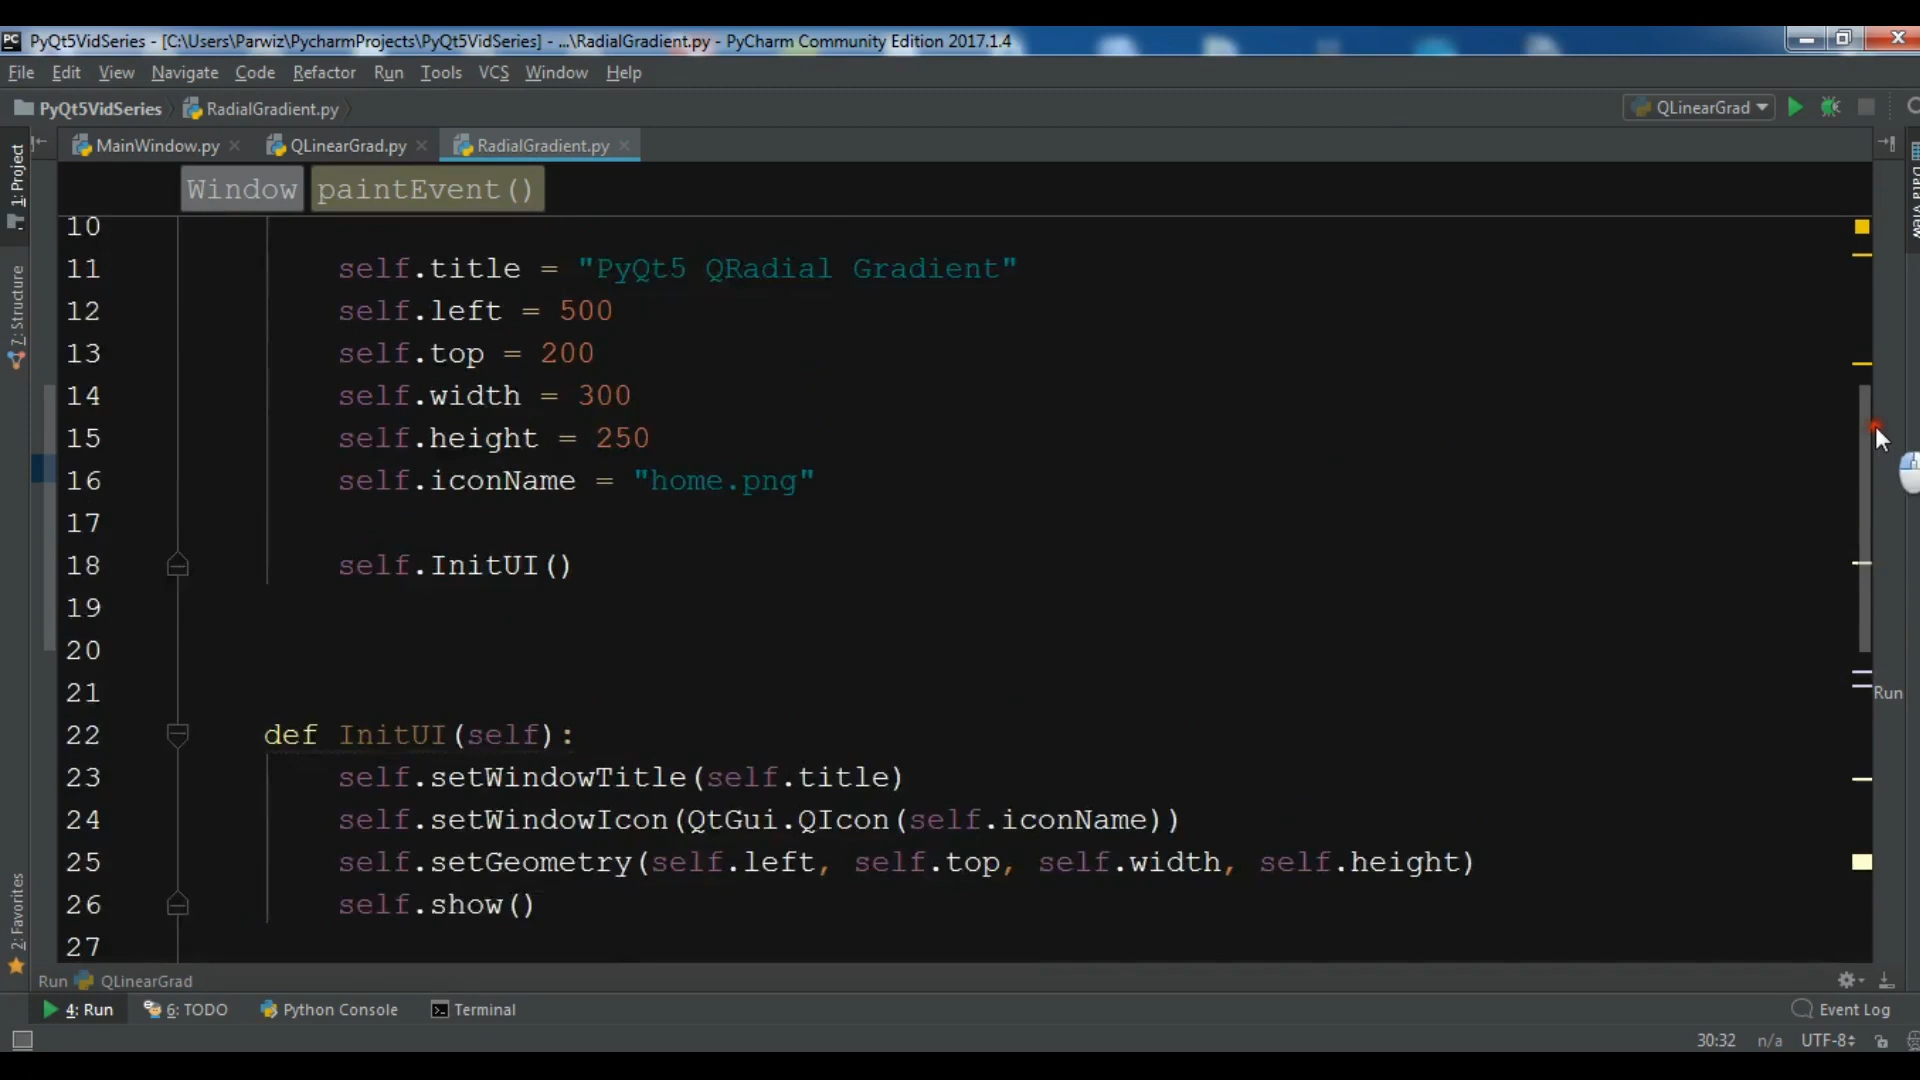 PyQt5VidSeries - [C:\Users\Parwiz\PycharmProjects\PyQt5VidSeries] - ...\RadialGradient.py - PyCharm Community Edition 2017.1.4
File Edit View Navigate Code Refactor Run Tools VCS Window Help
PyQt5VidSeries RadialGradient.py QLinearGrad
MainWindow.py QLinearGrad.py RadialGradient.py
1: Project
7: Structure
2: Favorites
Data View
Window paintEvent()
10
11 self.title = "PyQt5 QRadial Gradient"
12 self.left = 500
13 self.top = 200
14 self.width = 300
15 self.height = 250
16 self.iconName = "home.png"
17
18 self.InitUI()
19
20
21
Run
22 def InitUI(self):
23 self.setWindowTitle(self.title)
24 self.setWindowIcon(QtGui.QIcon(self.iconName))
25 self.setGeometry(self.left, self.top, self.width, self.height)
26 self.show()
27
Run QLinearGrad
4: Run 6: TODO Python Console Terminal Event Log
30:32 n/a UTF-8